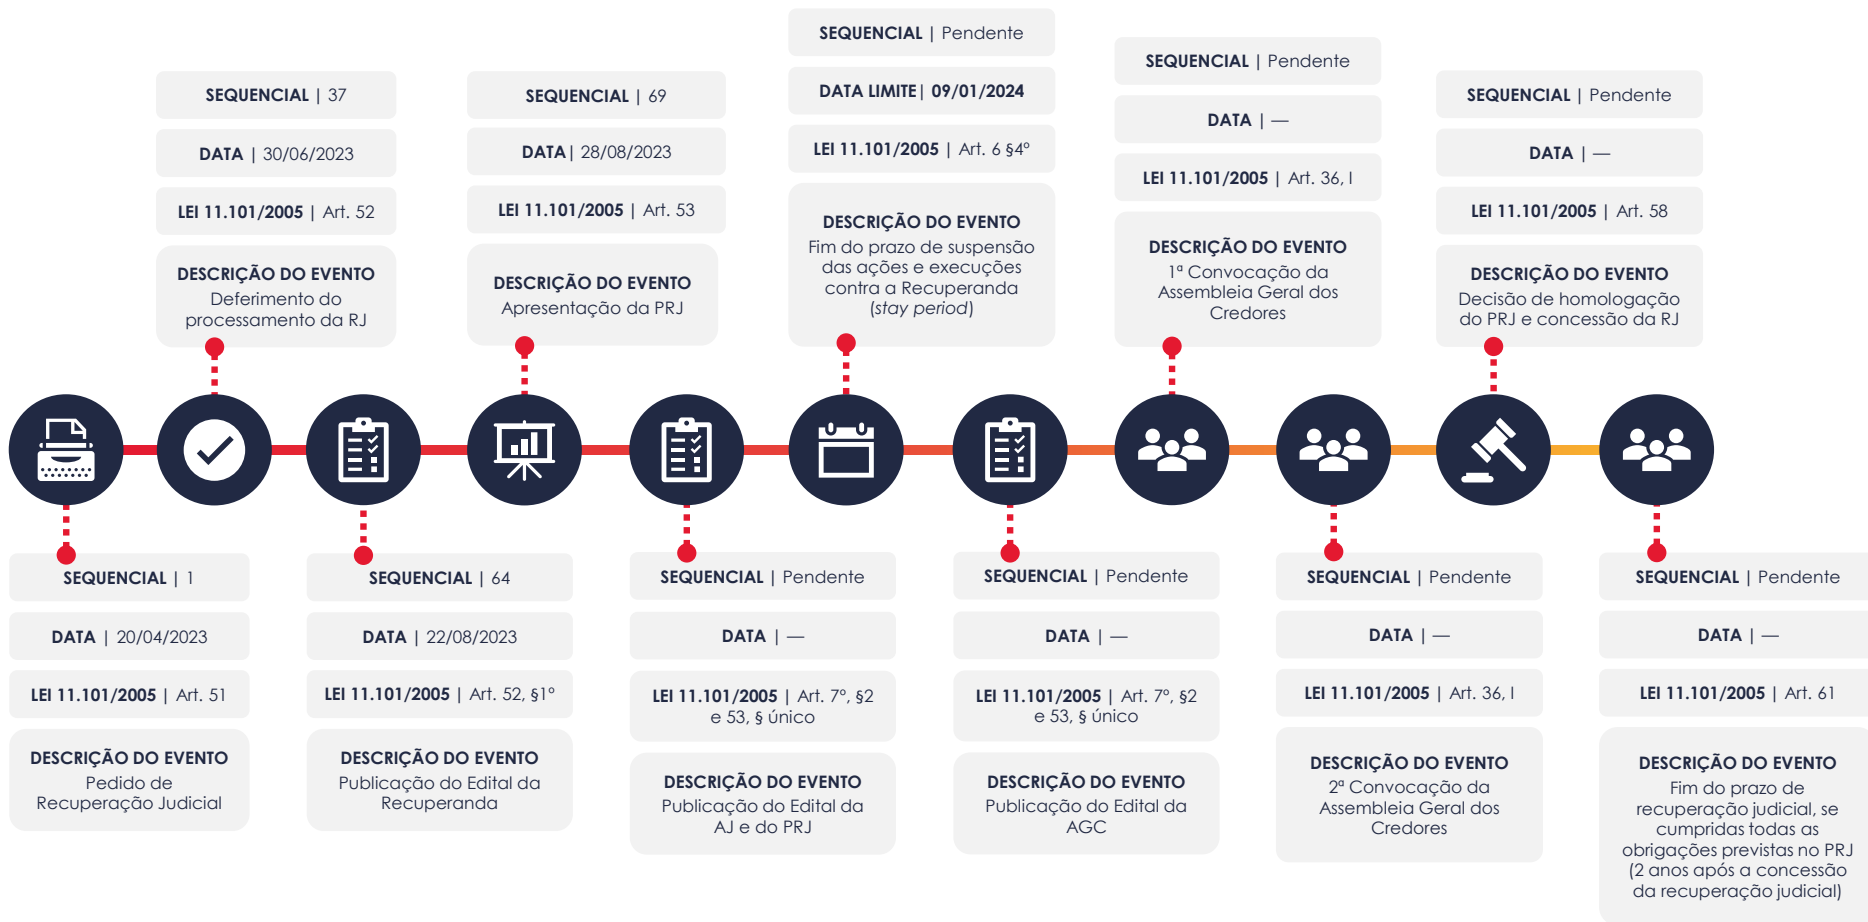 SEQUENCIAL | 1
DATA | 20/04/2023
LEI 11.101/2005 | Art. 51
DESCRIÇÃO DO EVENTO
Pedido de
Recuperação Judicial
SEQUENCIAL | 37
DATA | 30/06/2023
LEI 11.101/2005 | Art. 52
DESCRIÇÃO DO EVENTO
Deferimento do
processamento da RJ
SEQUENCIAL | 64
DATA | 22/08/2023
LEI 11.101/2005 | Art. 52, §1º
DESCRIÇÃO DO EVENTO
Publicação do Edital da
Recuperanda
SEQUENCIAL | 69
DATA| 28/08/2023
LEI 11.101/2005 | Art. 53
DESCRIÇÃO DO EVENTO
Apresentação da PRJ
SEQUENCIAL | Pendente
DATA | —
LEI 11.101/2005 | Art. 7º, §2
e 53, § único
DESCRIÇÃO DO EVENTO
Publicação do Edital da
AJ e do PRJ
SEQUENCIAL | Pendente
DATA LIMITE| 09/01/2024
LEI 11.101/2005 | Art. 6 §4º
DESCRIÇÃO DO EVENTO
Fim do prazo de suspensão
das ações e execuções
contra a Recuperanda
(stay period)
SEQUENCIAL | Pendente
DATA | —
LEI 11.101/2005 | Art. 7º, §2
e 53, § único
DESCRIÇÃO DO EVENTO
Publicação do Edital da
AGC
SEQUENCIAL | Pendente
DATA | —
LEI 11.101/2005 | Art. 36, I
DESCRIÇÃO DO EVENTO
1ª Convocação da
Assembleia Geral dos
Credores
SEQUENCIAL | Pendente
DATA | —
LEI 11.101/2005 | Art. 36, I
DESCRIÇÃO DO EVENTO
2ª Convocação da
Assembleia Geral dos
Credores
SEQUENCIAL | Pendente
DATA | —
LEI 11.101/2005 | Art. 58
DESCRIÇÃO DO EVENTO
Decisão de homologação
do PRJ e concessão da RJ
SEQUENCIAL | Pendente
DATA | —
LEI 11.101/2005 | Art. 61
DESCRIÇÃO DO EVENTO
Fim do prazo de
recuperação judicial, se
cumpridas todas as
obrigações previstas no PRJ
(2 anos após a concessão
da recuperação judicial)